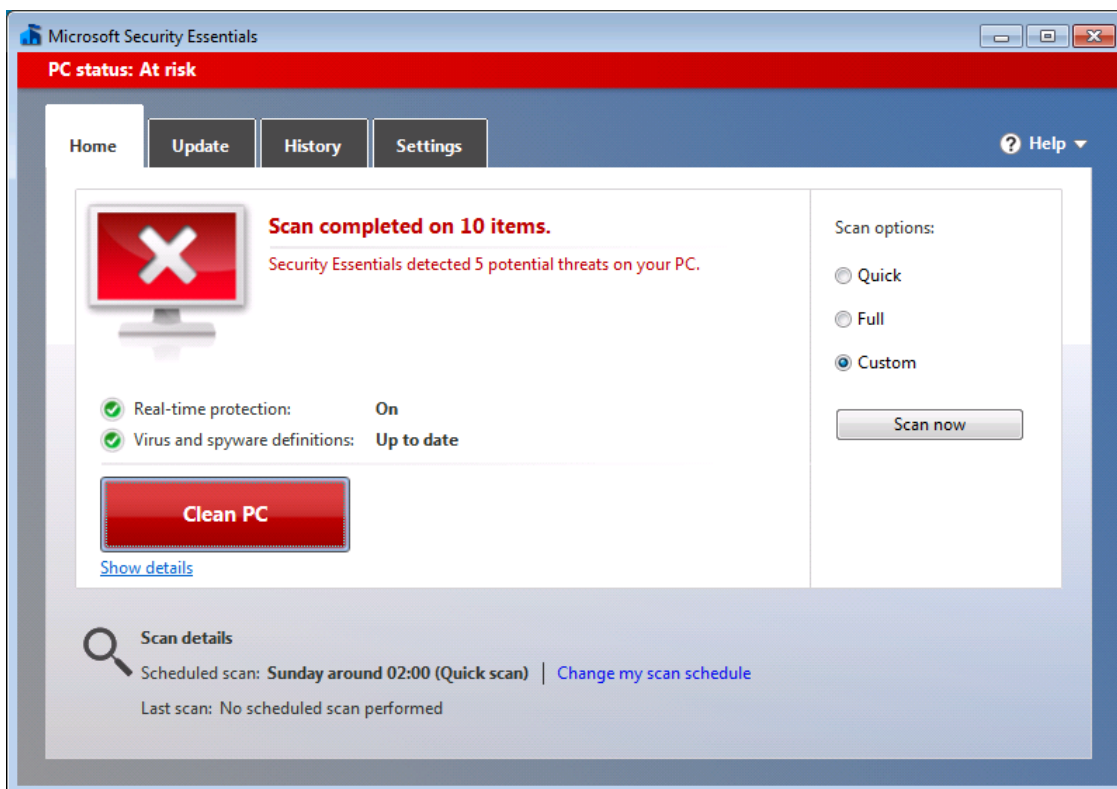 Microsoft Security Essentials
PC status: At risk
Home
Update
History
Settings
? Help
Scan completed on 10 items.
Security Essentials detected 5 potential threats on your PC.
Scan options:
Quick
Full
Custom
Scan now
Real-time protection: On
Virus and spyware definitions: Up to date
Clean PC
Show details
Scan details
Scheduled scan: Sunday around 02:00 (Quick scan) | Change my scan schedule
Last scan: No scheduled scan performed